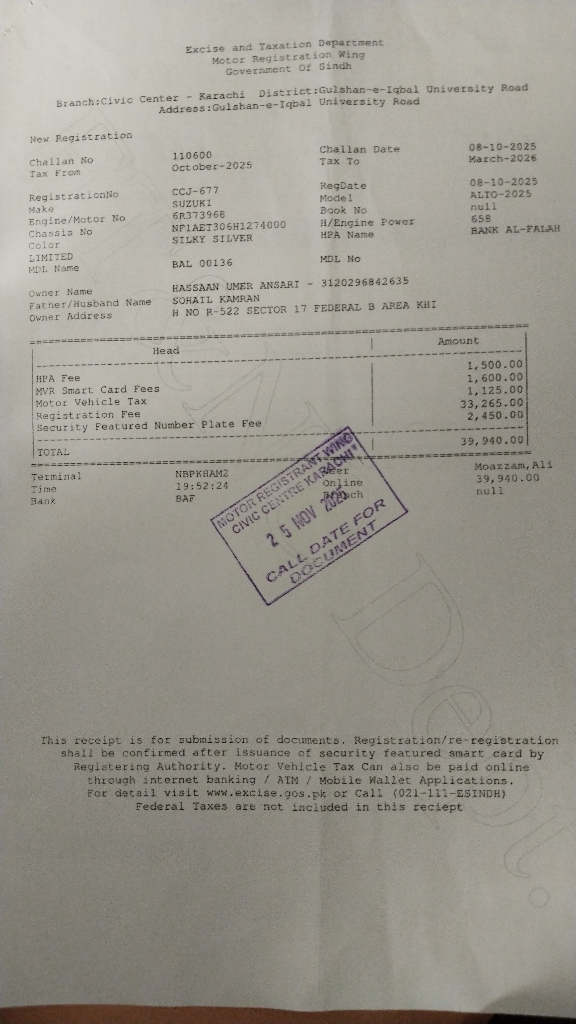 Excise and Taxation Department
Motor Registration Wing
Government Of Sindh
Branch:Civic Center - Karachi District:Gulshan-e-Iqbal University Road
Address:Gulshan-e-Iqbal University Road
New Registration
Challan No 110600 Challan Date 08-10-2025
Tax From October-2025 Tax To March-2026
RegistrationNo CCJ-677 RegDate 08-10-2025
Make SUZUKI Model ALTO-2025
Engine/Motor No 6R373968 Book No null
Chassis No NF1AET306H1274000 H/Engine Power 658
Color SILKY SILVER HPA Name BANK AL-FALAH
LIMITED
MDL Name BAL 00136 MDL No
Owner Name HASSAAN UMER ANSARI - 3120296842635
Father/Husband Name SOHAIL KAMRAN
Owner Address H NO R-522 SECTOR 17 FEDERAL B AREA KHI
Head Amount
HPA Fee 1,500.00
MVR Smart Card Fees 1,600.00
Motor Vehicle Tax 1,125.00
Registration Fee 33,265.00
Security Featured Number Plate Fee 2,450.00
TOTAL 39,940.00
Terminal NBPKHAM2 User Moazzam,Ali
Time 19:52:24 Online 39,940.00
Bank BAF Branch null
MOTOR REGISTRANT WING
CIVIC CENTRE KARACHI
25 NOV 2025
CALL DATE FOR
DOCUMENT
This receipt is for submission of documents. Registration/re-registration
shall be confirmed after issuance of security featured smart card by
Registering Authority. Motor Vehicle Tax Can also be paid online
through internet banking / ATM / Mobile Wallet Applications.
For detail visit www.excise.gos.pk or Call (021-111-ESINDH)
Federal Taxes are not included in this reciept